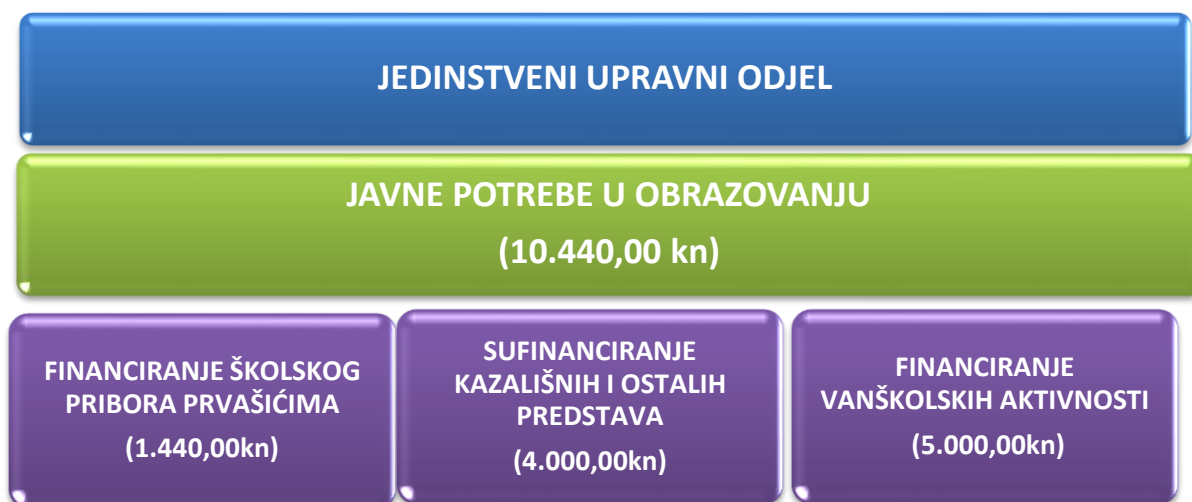 JEDINSTVENI UPRAVNI ODJEL
JAVNE POTREBE U OBRAZOVANJU
(10.440,00 kn)
FINANCIRANJE ŠKOLSKOG
PRIBORA PRVAŠIĆIMA
(1.440,00kn)
SUFINANCIRANJE
KAZALIŠNIH I OSTALIH
PREDSTAVA
(4.000,00kn)
FINANCIRANJE
VANŠKOLSKIH AKTIVNOSTI
(5.000,00kn)